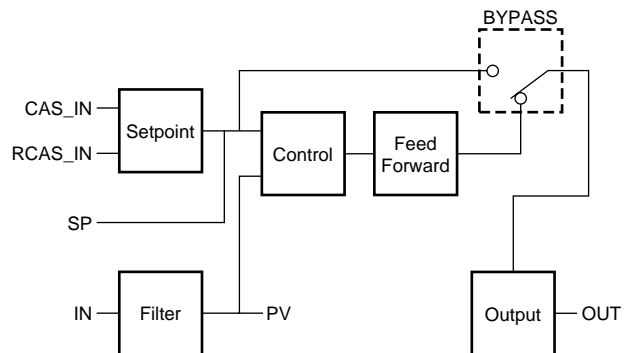 BYPASS
CAS_IN
Setpoint
RCAS_IN
Control
Feed
Forward
SP
IN
Filter
PV
Output
OUT